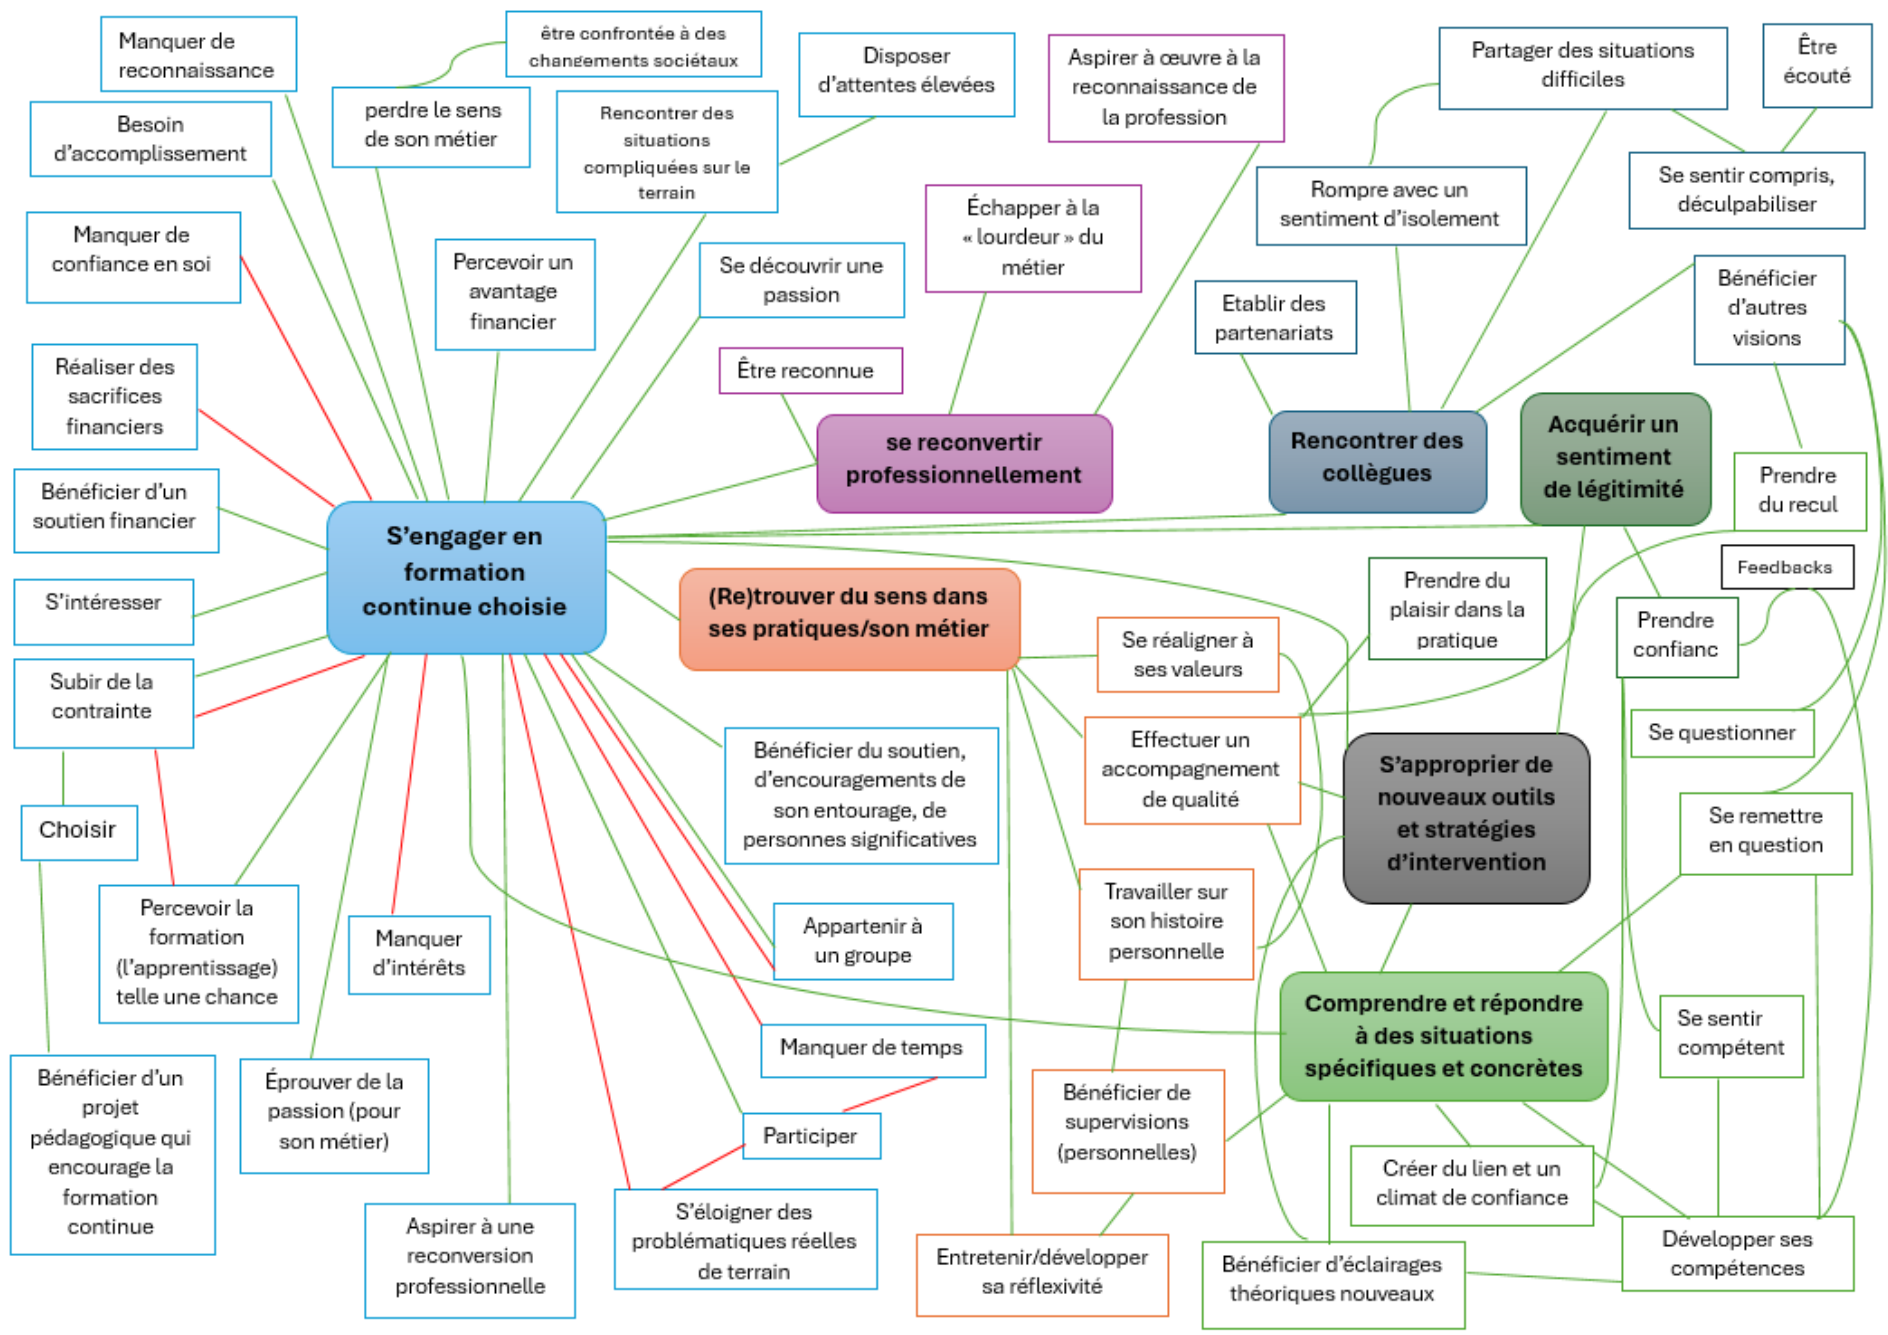 Manquer de
reconnaissance
être confrontée à des
changements sociétaux
Disposer
d'attentes élevées
Aspirer à œuvre à la
reconnaissance de
la profession
Partager des situations
difficiles
Être
écouté
Besoin
d'accomplissement
perdre le sens
de son métier
Rencontrer des
situations
compliquées sur le
terrain
Échapper à la
« lourdeur » du
métier
Rompre avec un
sentiment d'isolement
Se sentir compris,
déculpabiliser
Manquer de
confiance en soi
Percevoir un
avantage
financier
Se découvrir une
passion
Etablir des
partenariats
Bénéficier
d'autres
visions
Réaliser des
sacrifices
financiers
Être reconnue
se reconvertir
professionnellement
Rencontrer des
collègues
Acquérir un
sentiment
de légitimité
Prendre
du recul
Bénéficier d'un
soutien financier
S'engager en
formation
continue choisie
Feedbacks
S'intéresser
(Re)trouver du sens dans
ses pratiques/son métier
Prendre du
plaisir dans la
pratique
Prendre
confianc
Se réaligner à
ses valeurs
Subir de la
contrainte
Se questionner
Bénéficier du soutien,
d'encouragements de
son entourage, de
personnes significatives
Effectuer un
accompagnement
de qualité
S'approprier de
nouveaux outils
et stratégies
d'intervention
Se remettre
en question
Choisir
Percevoir la
formation
(l'apprentissage)
telle une chance
Manquer
d'intérêts
Appartenir à
un groupe
Travailler sur
son histoire
personnelle
Comprendre et répondre
à des situations
spécifiques et concrètes
Se sentir
compétent
Manquer de temps
Bénéficier d'un
projet
pédagogique qui
encourage la
formation
continue
Éprouver de la
passion (pour
son métier)
Participer
Bénéficier de
supervisions
(personnelles)
Créer du lien et un
climat de confiance
Aspirer à une
reconversion
professionnelle
S'éloigner des
problématiques réelles
de terrain
Entretenir/développer
sa réflexivité
Bénéficier d'éclairages
théoriques nouveaux
Développer ses
compétences